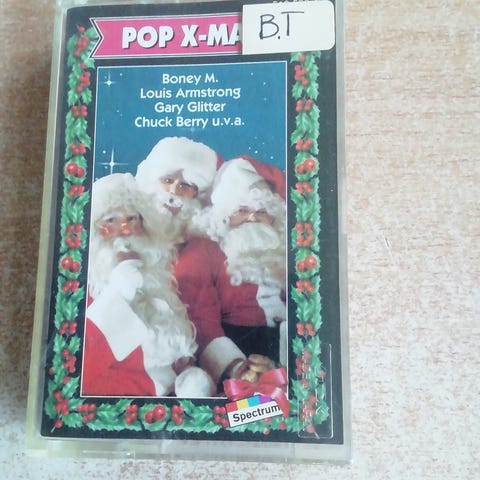 POP X-MA
B.T
Boney M.
Louis Armstrong
Gary Glitter
Chuck Berry u.v.a.
Spectrum